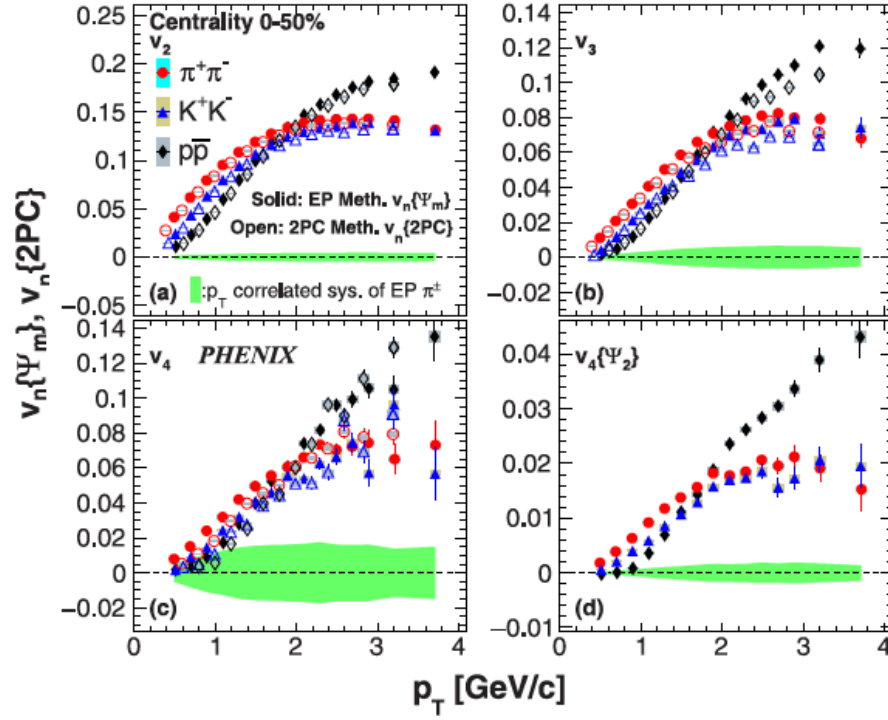 Centrality 0-50%
v2
π+π-
K+K-
pp̅
Solid: EP Meth. vn{Ψm}
Open: 2PC Meth. vn{2PC}
(a)
:pT correlated sys. of EP π±
0.25
0.2
0.15
0.1
0.05
0
−0.05
v3
(b)
0.14
0.12
0.1
0.08
0.06
0.04
0.02
0
−0.02
vn{Ψm}, vn{2PC}
v4
PHENIX
(c)
0.14
0.12
0.1
0.08
0.06
0.04
0.02
0
−0.02
0 1 2 3 4
v4{Ψ2}
(d)
0.04
0.03
0.02
0.01
0
−0.01
0 1 2 3 4
pT [GeV/c]